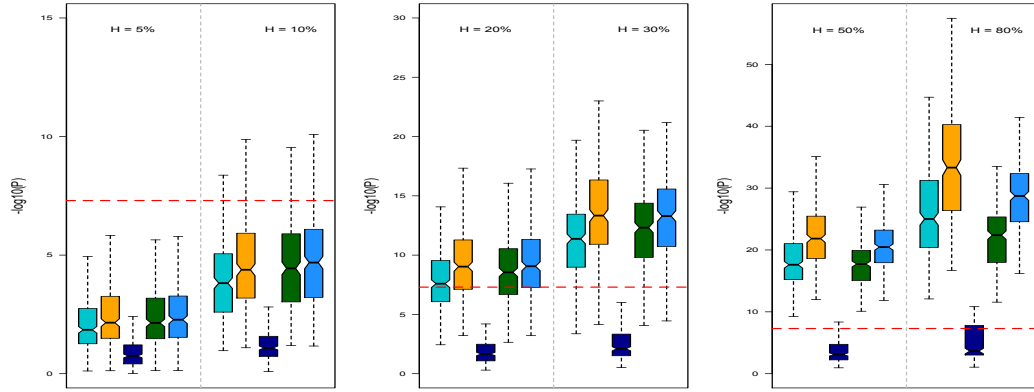 -log10(P)
15
10
5
0
H = 5%
H = 10%
-log10(P)
30
25
20
15
10
5
0
H = 20%
H = 30%
-log10(P)
50
40
30
20
10
0
H = 50%
H = 80%